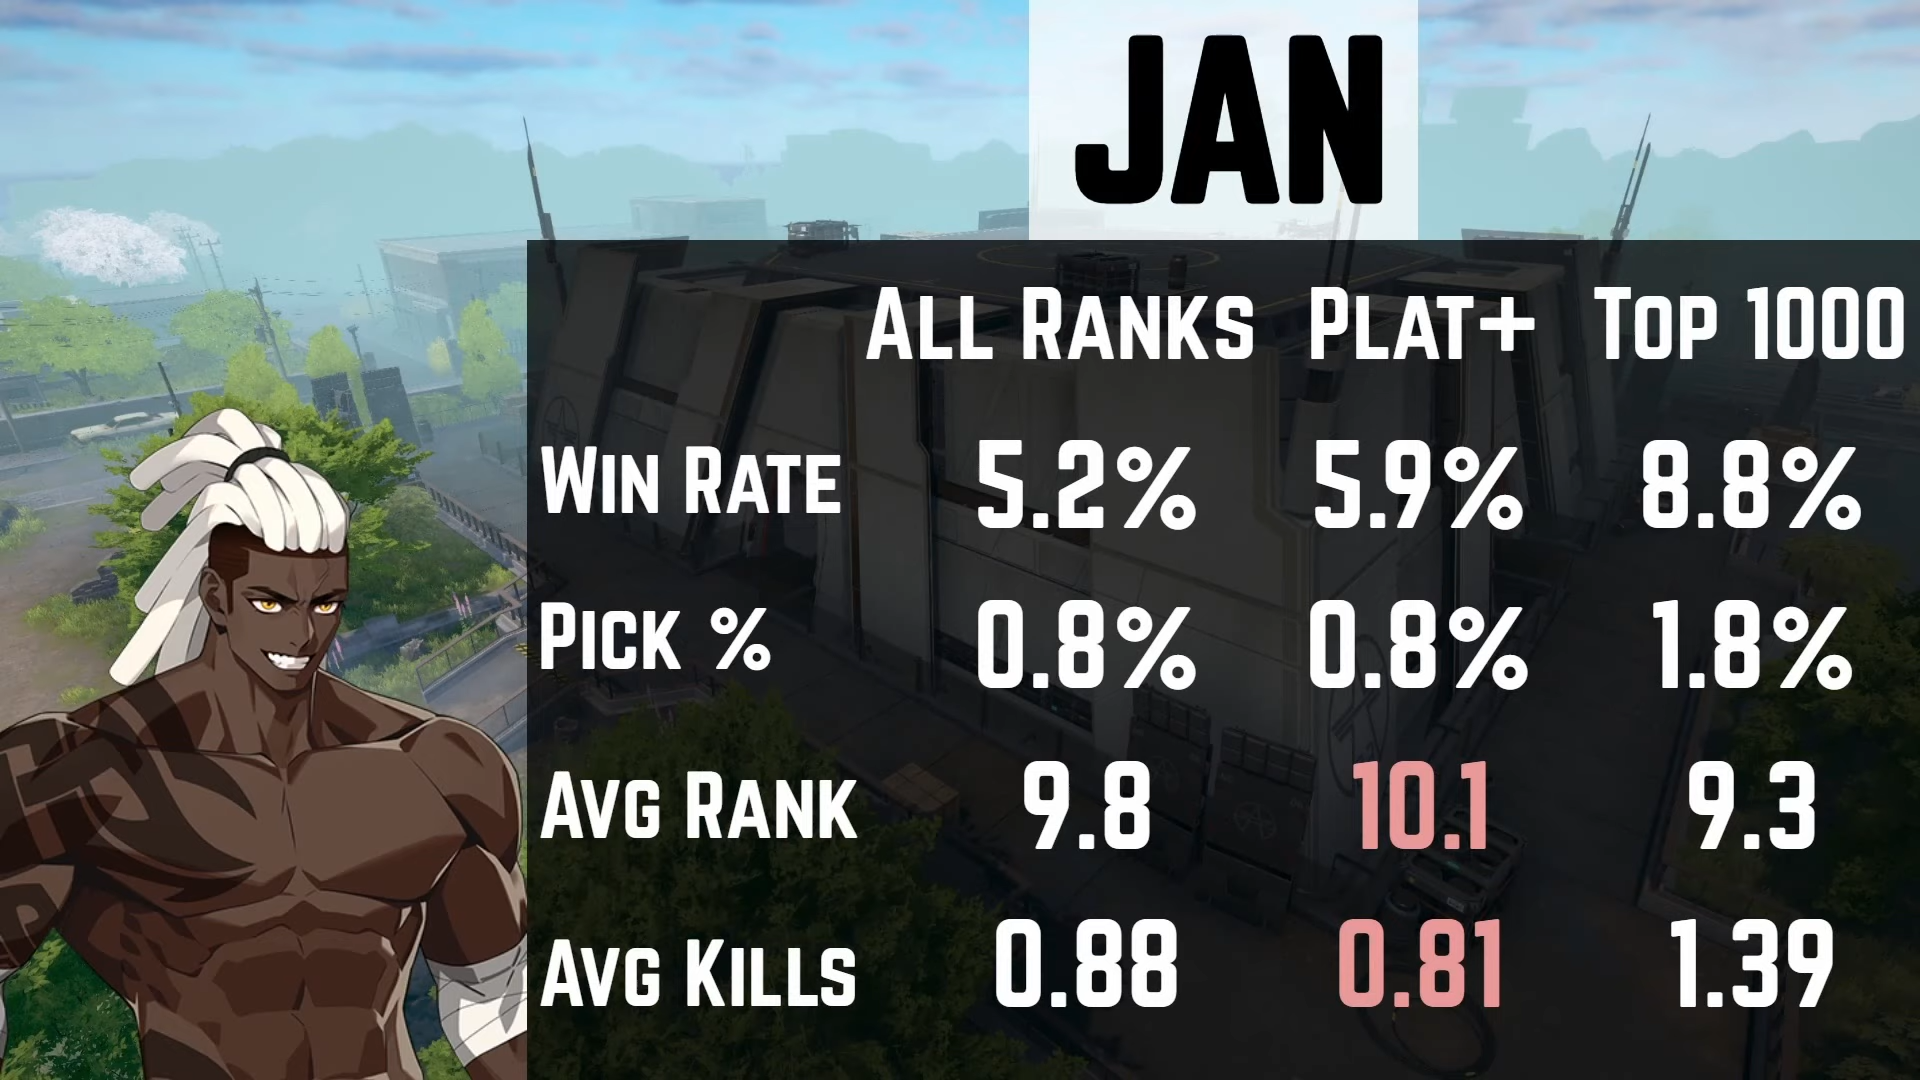 JAN
ALL RANKS PLAT+ TOP 1000
WIN RATE 5.2% 5.9% 8.8%
PICK % 0.8% 0.8% 1.8%
AVG RANK 9.8 10.1 9.3
AVG KILLS 0.88 0.81 1.39